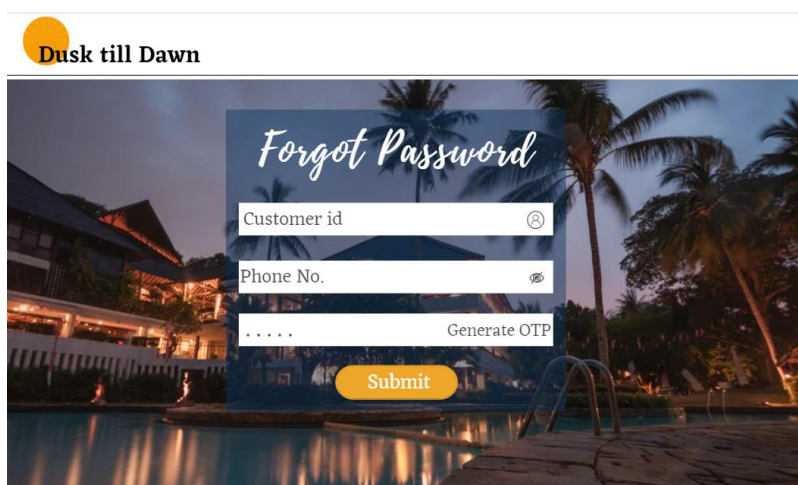 Dusk till Dawn
Forgot Password
Customer id
Phone No.
..... Generate OTP
Submit